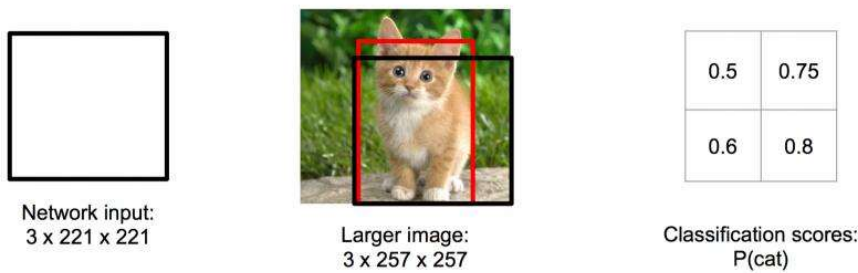 Network input:
3 x 221 x 221
Larger image:
3 x 257 x 257
0.5 0.75
0.6 0.8
Classification scores:
P(cat)